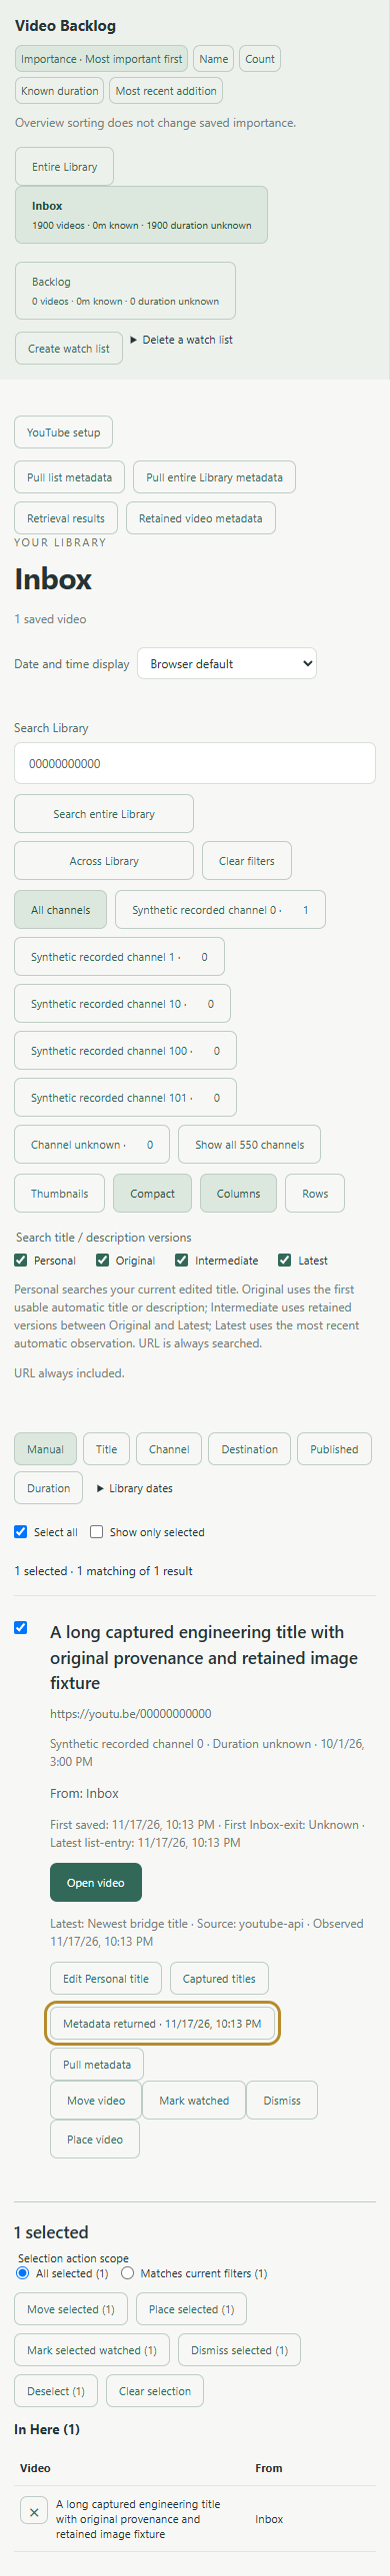 Video Backlog
Importance · Most important first
Name
Count
Known duration
Most recent addition
Overview sorting does not change saved importance.
Entire Library
Inbox
1900 videos · 0m known · 1900 duration unknown
Backlog
0 videos · 0m known · 0 duration unknown
Create watch list
▶ Delete a watch list
YouTube setup
Pull list metadata
Pull entire Library metadata
Retrieval results
Retained video metadata
YOUR LIBRARY
Inbox
1 saved video
Date and time display
Browser default
Search Library
00000000000
Search entire Library
Across Library
Clear filters
All channels
Synthetic recorded channel 0 · 1
Synthetic recorded channel 1 · 0
Synthetic recorded channel 10 · 0
Synthetic recorded channel 100 · 0
Synthetic recorded channel 101 · 0
Channel unknown · 0
Show all 550 channels
Thumbnails
Compact
Columns
Rows
Search title / description versions
Personal
Original
Intermediate
Latest
Personal searches your current edited title. Original uses the first
usable automatic title or description; Intermediate uses retained
versions between Original and Latest; Latest uses the most recent
automatic observation. URL is always searched.
URL always included.
Manual
Title
Channel
Destination
Published
Duration
▶ Library dates
Select all
Show only selected
1 selected · 1 matching of 1 result
A long captured engineering title with
original provenance and retained image
fixture
https://youtu.be/00000000000
Synthetic recorded channel 0 · Duration unknown · 10/1/26,
3:00 PM
From: Inbox
First saved: 11/17/26, 10:13 PM · First Inbox-exit: Unknown ·
Latest list-entry: 11/17/26, 10:13 PM
Open video
Latest: Newest bridge title · Source: youtube-api · Observed
11/17/26, 10:13 PM
Edit Personal title
Captured titles
Metadata returned · 11/17/26, 10:13 PM
Pull metadata
Move video
Mark watched
Dismiss
Place video
1 selected
Selection action scope
All selected (1)
Matches current filters (1)
Move selected (1)
Place selected (1)
Mark selected watched (1)
Dismiss selected (1)
Deselect (1)
Clear selection
In Here (1)
Video
From
×
A long captured engineering title
with original provenance and
retained image fixture
Inbox